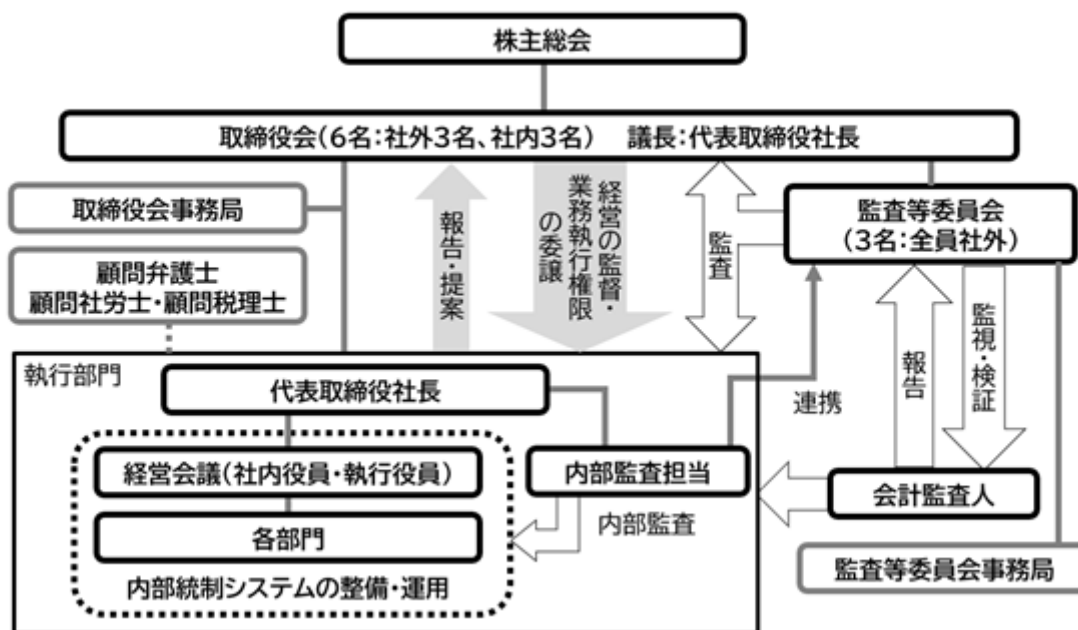 株主総会
取締役会(6名:社外3名、社内3名)　議長:代表取締役社長
取締役会事務局
顧問弁護士
顧問社労士・顧問税理士
報告・提案
経営の監督・
業務執行権限
の委譲
監査
監査等委員会
(3名:全員社外)
報告
監視・検証
連携
執行部門
代表取締役社長
経営会議(社内役員・執行役員)
各部門
内部統制システムの整備・運用
内部監査担当
内部監査
会計監査人
監査等委員会事務局